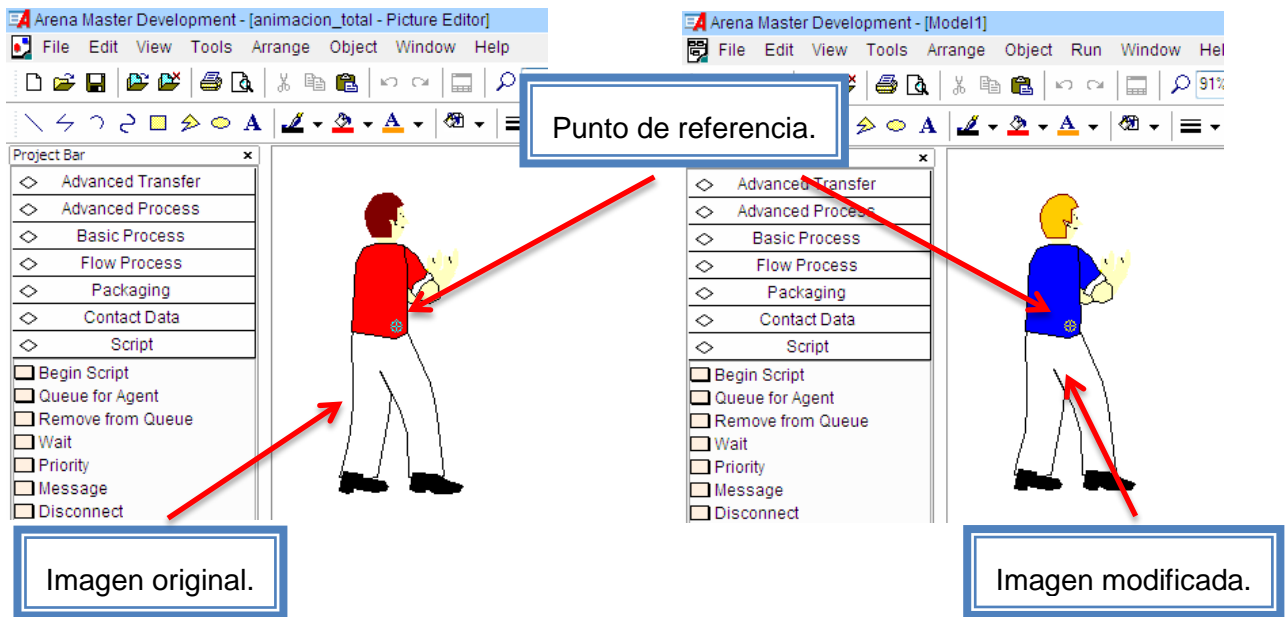 Arena Master Development - [animacion_total - Picture Editor]
File Edit View Tools Arrange Object Window Help
A
A
Project Bar x
Advanced Transfer
Advanced Process
Basic Process
Flow Process
Packaging
Contact Data
Script
Begin Script
Queue for Agent
Remove from Queue
Wait
Priority
Message
Disconnect
Imagen original.
Punto de referencia.
Arena Master Development - [Model1]
File Edit View Tools Arrange Object Run Window Hel
91%
A
A
x
Advanced Transfer
Advanced Process
Basic Process
Flow Process
Packaging
Contact Data
Script
Begin Script
Queue for Agent
Remove from Queue
Wait
Priority
Message
Disconnect
Imagen modificada.